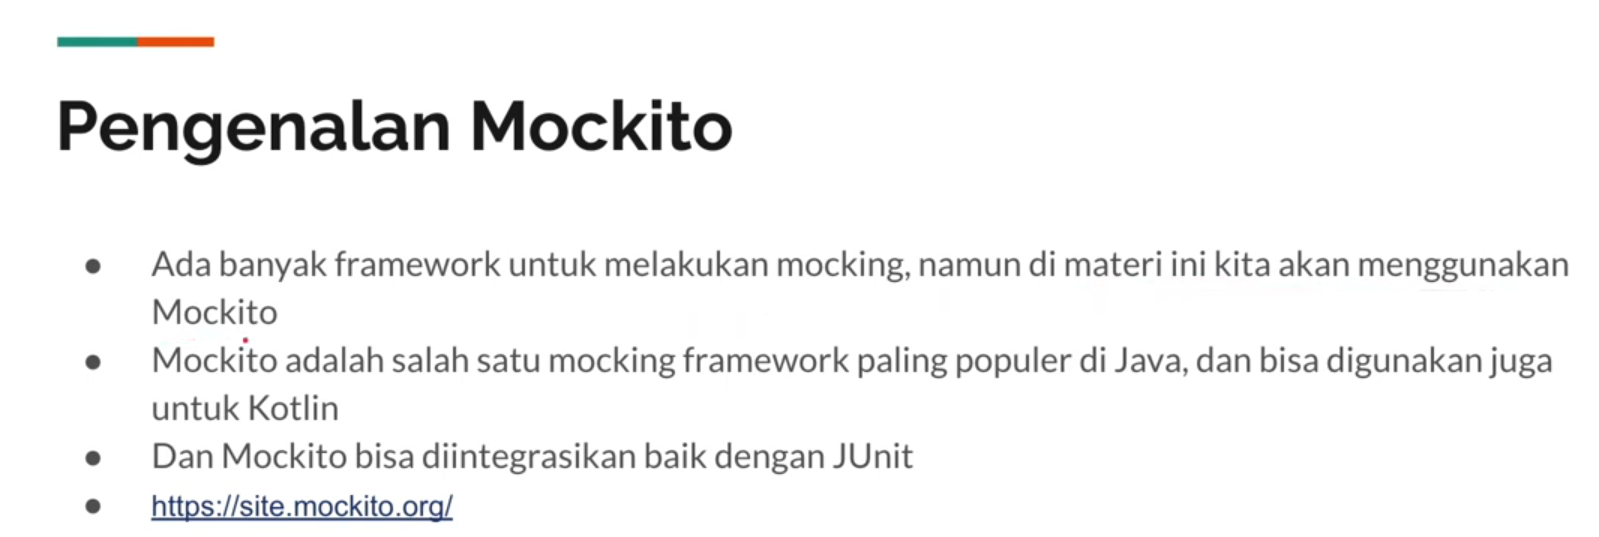 Pengenalan Mockito
● Ada banyak framework untuk melakukan mocking, namun di materi ini kita akan menggunakan
Mockito
● Mockito adalah salah satu mocking framework paling populer di Java, dan bisa digunakan juga
untuk Kotlin
● Dan Mockito bisa diintegrasikan baik dengan JUnit
● https://site.mockito.org/